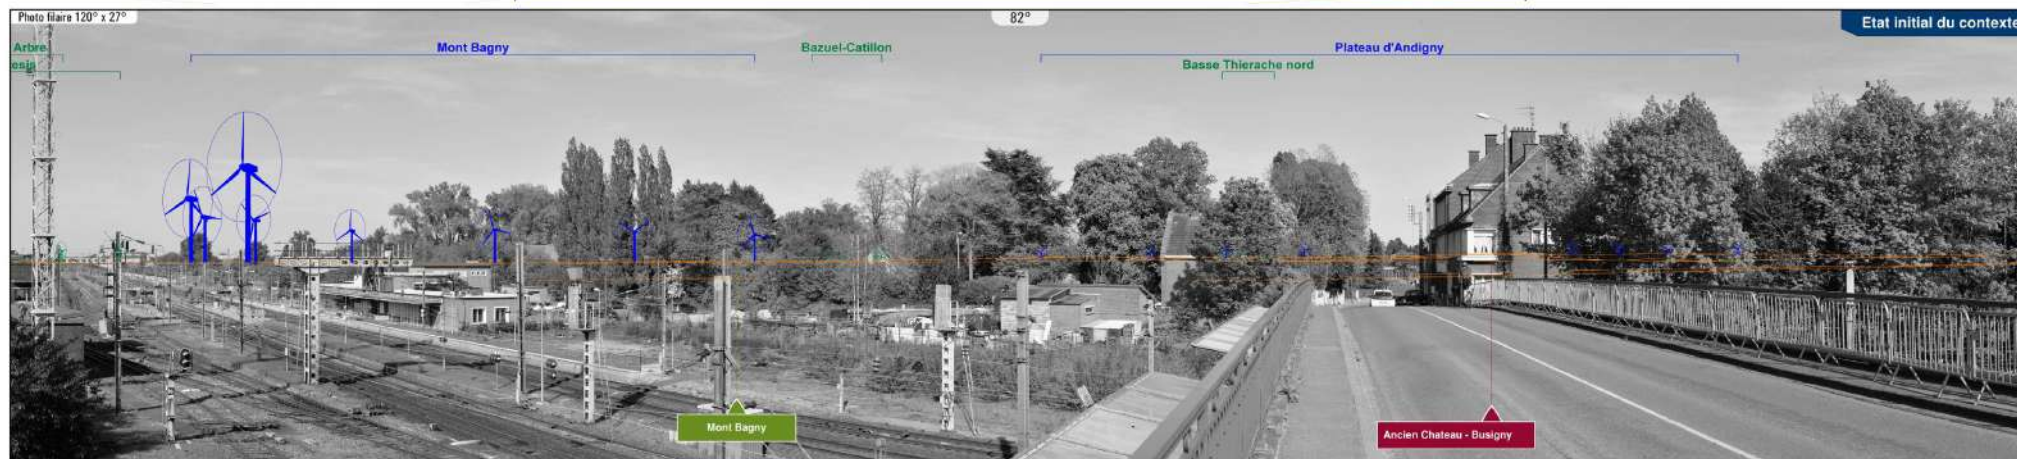 Photo filaire 120° x 27°
82°
Etat initial du contexte
Arbre
Mont Bagny
Bazuel-Catillon
Plateau d'Andigny
esis
Basse Thierache nord
Mont Bagny
Ancien Chateau - Busigny